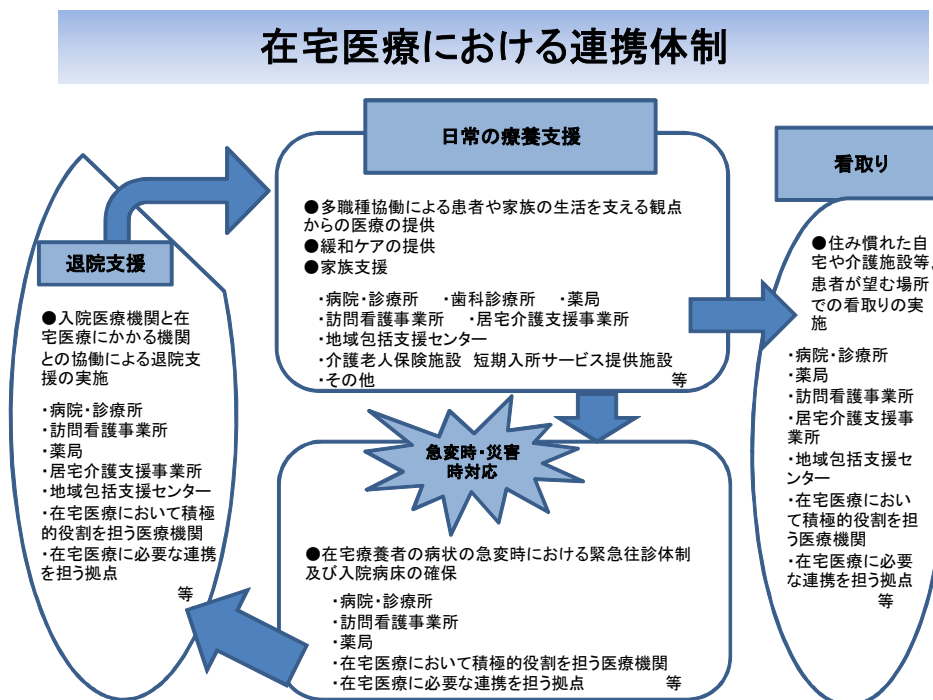 在宅医療における連携体制
退院支援
●入院医療機関と在
宅医療にかかる機関
との協働による退院支
援の実施
・病院・診療所
・訪問看護事業所
・薬局
・居宅介護支援事業所
・地域包括支援センター
・在宅医療において積極
的役割を担う医療機関
・在宅医療に必要な連携
を担う拠点
等
日常の療養支援
●多職種協働による患者や家族の生活を支える観点
からの医療の提供
●緩和ケアの提供
●家族支援
・病院・診療所 ・歯科診療所 ・薬局
・訪問看護事業所 ・居宅介護支援事業所
・地域包括支援センター
・介護老人保険施設 短期入所サービス提供施設
・その他 等
急変時・災害
時対応
●在宅療養者の病状の急変時における緊急往診体制
及び入院病床の確保
・病院・診療所
・訪問看護事業所
・薬局
・在宅医療において積極的役割を担う医療機関
・在宅医療に必要な連携を担う拠点 等
看取り
●住み慣れた自
宅や介護施設等、
患者が望む場所
での看取りの実
施
・病院・診療所
・薬局
・訪問看護事業所
・居宅介護支援事
業所
・地域包括支援セ
ンター
・在宅医療におい
て積極的役割を担
う医療機関
・在宅医療に必要
な連携を担う拠点
等